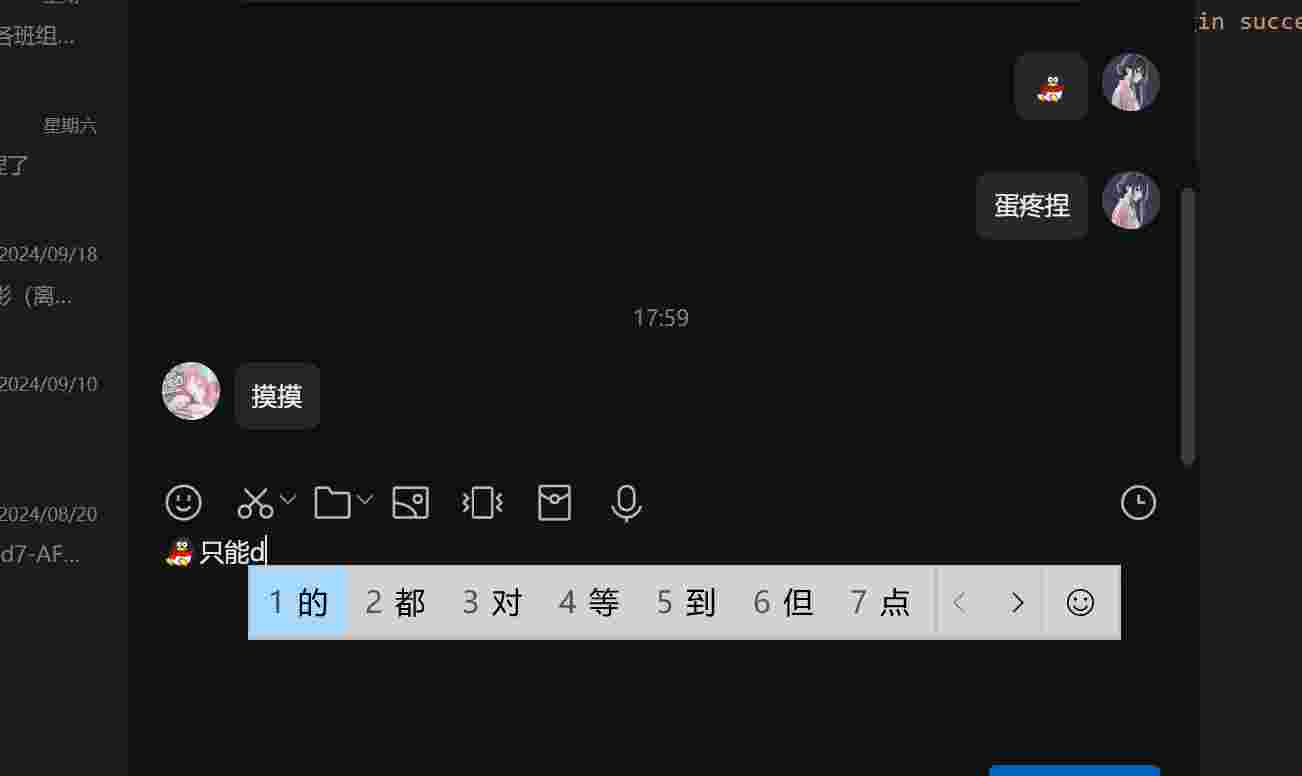 各班组...
in succe
星期六
捏了
蛋疼捏
2024/09/18
影（离...
17:59
2024/09/10
摸摸
2024/08/20
d7-AF...
只能d
1 的 2 都 3 对 4 等 5 到 6 但 7 点